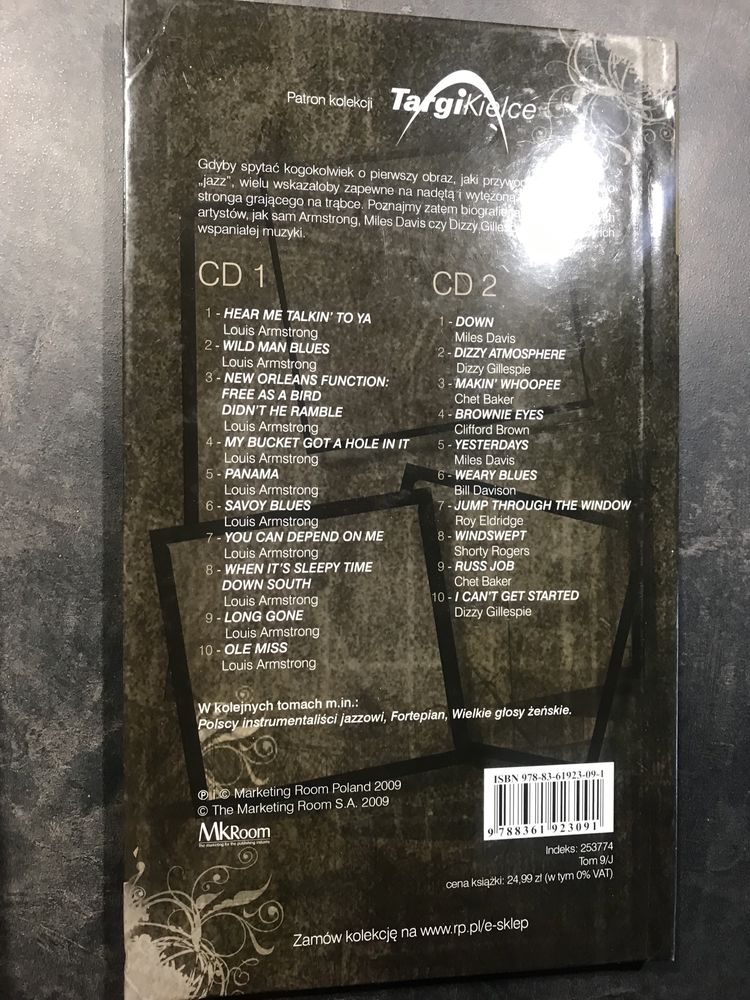 Patron kolekcji TargiKielce
Gdyby spytać kogokolwiek o pierwszy obraz, jaki
„jazz”, wielu wskazałoby zapewne na nadętą i wytężoną
stronga grającego na trąbce. Poznajmy zatem biografie
artystów, jak sam Armstrong, Miles Davis czy Dizzy
wspaniałej muzyki.
CD 1
1 - HEAR ME TALKIN' TO YA
Louis Armstrong
2 - WILD MAN BLUES
Louis Armstrong
3 - NEW ORLEANS FUNCTION:
FREE AS A BIRD
DIDN'T HE RAMBLE
Louis Armstrong
4 - MY BUCKET GOT A HOLE IN IT
Louis Armstrong
5 - PANAMA
Louis Armstrong
6 - SAVOY BLUES
Louis Armstrong
7 - YOU CAN DEPEND ON ME
Louis Armstrong
8 - WHEN IT'S SLEEPY TIME
DOWN SOUTH
Louis Armstrong
9 - LONG GONE
Louis Armstrong
10 - OLE MISS
Louis Armstrong
CD 2
1 - DOWN
Miles Davis
2 - DIZZY ATMOSPHERE
Dizzy Gillespie
3 - MAKIN' WHOOPEE
Chet Baker
4 - BROWNIE EYES
Clifford Brown
5 - YESTERDAYS
Miles Davis
6 - WEARY BLUES
Bill Davison
7 - JUMP THROUGH THE WINDOW
Roy Eldridge
8 - WINDSWEPT
Shorty Rogers
9 - RUSS JOB
Chet Baker
10 - I CAN'T GET STARTED
Dizzy Gillespie
W kolejnych tomach m.in.:
Polscy instrumentaliści jazzowi, Fortepian, Wielkie głosy żeńskie.
℗ i © Marketing Room Poland 2009
© The Marketing Room S.A. 2009
MKRoom
The marketing for the publishing industry
ISBN 978-83-61923-09-1
9 788361 923091
Indeks: 253774
Tom 9/J
cena książki: 24,99 zł (w tym 0% VAT)
Zamów kolekcję na www.rp.pl/e-sklep